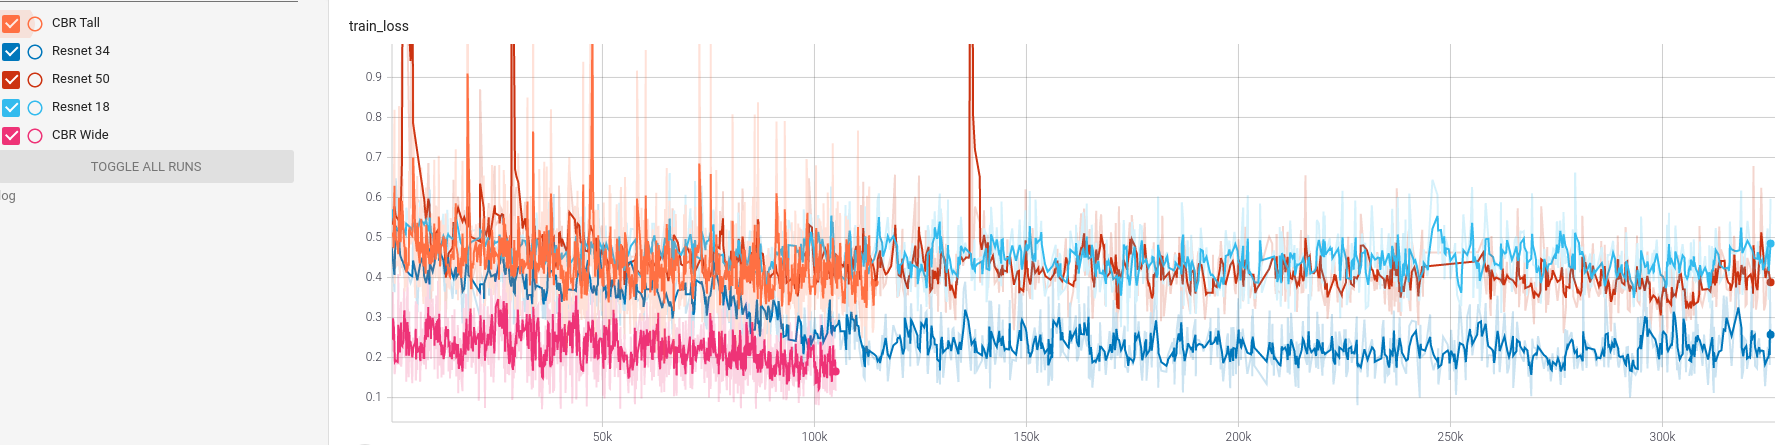 train_loss
CBR Tall
Resnet 34
Resnet 50
Resnet 18
CBR Wide
TOGGLE ALL RUNS
log
0.9
0.8
0.7
0.6
0.5
0.4
0.3
0.2
0.1
50k 100k 150k 200k 250k 300k